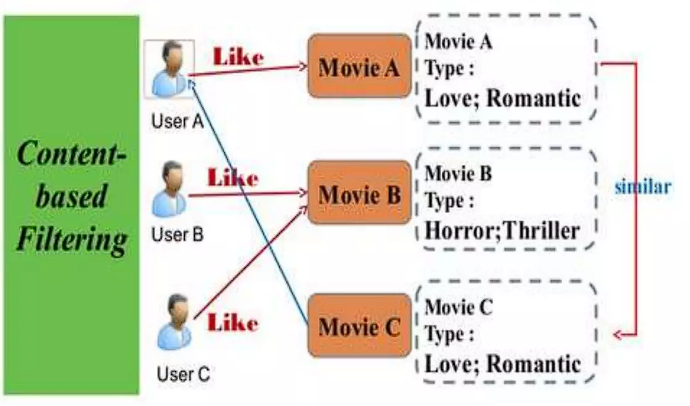 Content-
based
Filtering
User A
Like
Movie A
Movie A
Type :
Love; Romantic
User B
Like
Movie B
Movie B
Type :
Horror;Thriller
similar
User C
Like
Movie C
Movie C
Type :
Love; Romantic